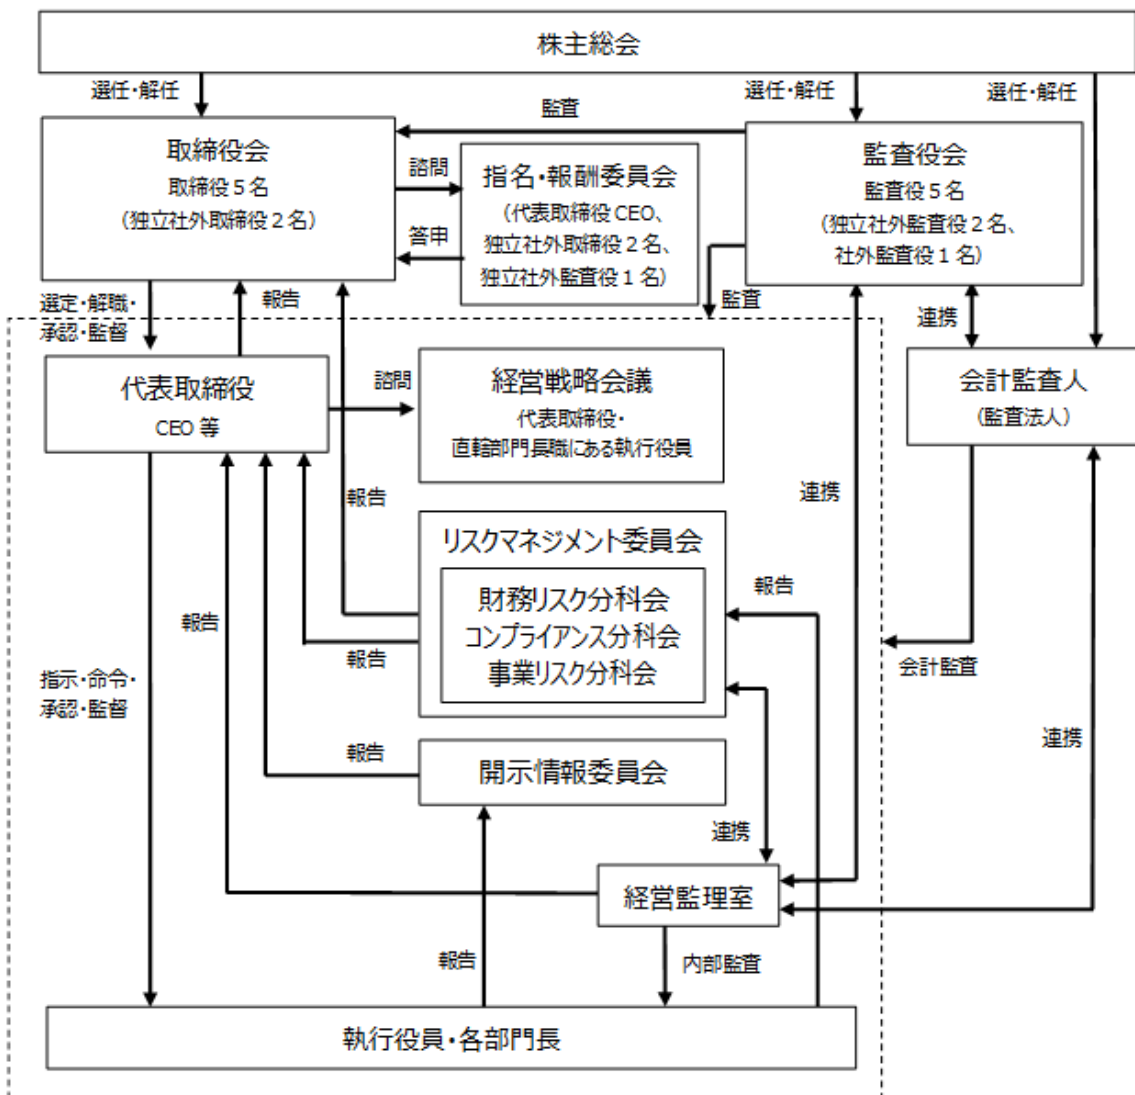 株主総会
選任・解任
選任・解任
選任・解任
監査
取締役会
取締役５名
（独立社外取締役２名）
諮問
答申
指名・報酬委員会
（代表取締役 CEO、
独立社外取締役２名、
独立社外監査役１名）
監査役会
監査役５名
（独立社外監査役２名、
社外監査役１名）
選定・解職・
承認・監督
報告
監査
連携
代表取締役
CEO 等
諮問
経営戦略会議
代表取締役・
直轄部門長職にある執行役員
会計監査人
（監査法人）
報告
連携
リスクマネジメント委員会
財務リスク分科会
コンプライアンス分科会
事業リスク分科会
報告
報告
報告
会計監査
指示・命令・
承認・監督
報告
開示情報委員会
連携
連携
経営監理室
報告
内部監査
執行役員・各部門長